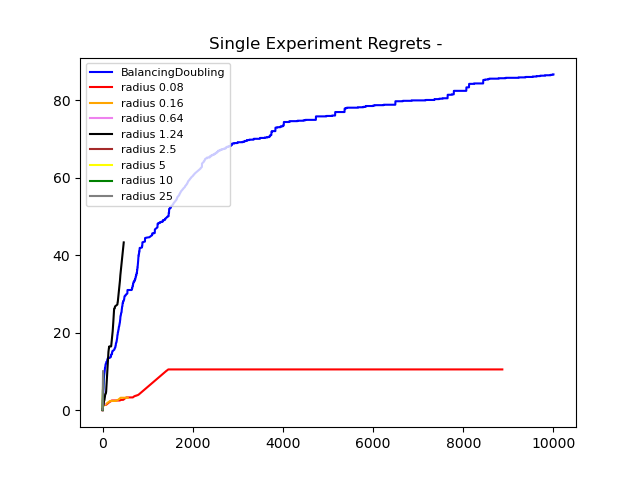 Single Experiment Regrets -
BalancingDoubling
radius 0.08
radius 0.16
radius 0.64
radius 1.24
radius 2.5
radius 5
radius 10
radius 25
80
60
40
20
0
0 2000 4000 6000 8000 10000